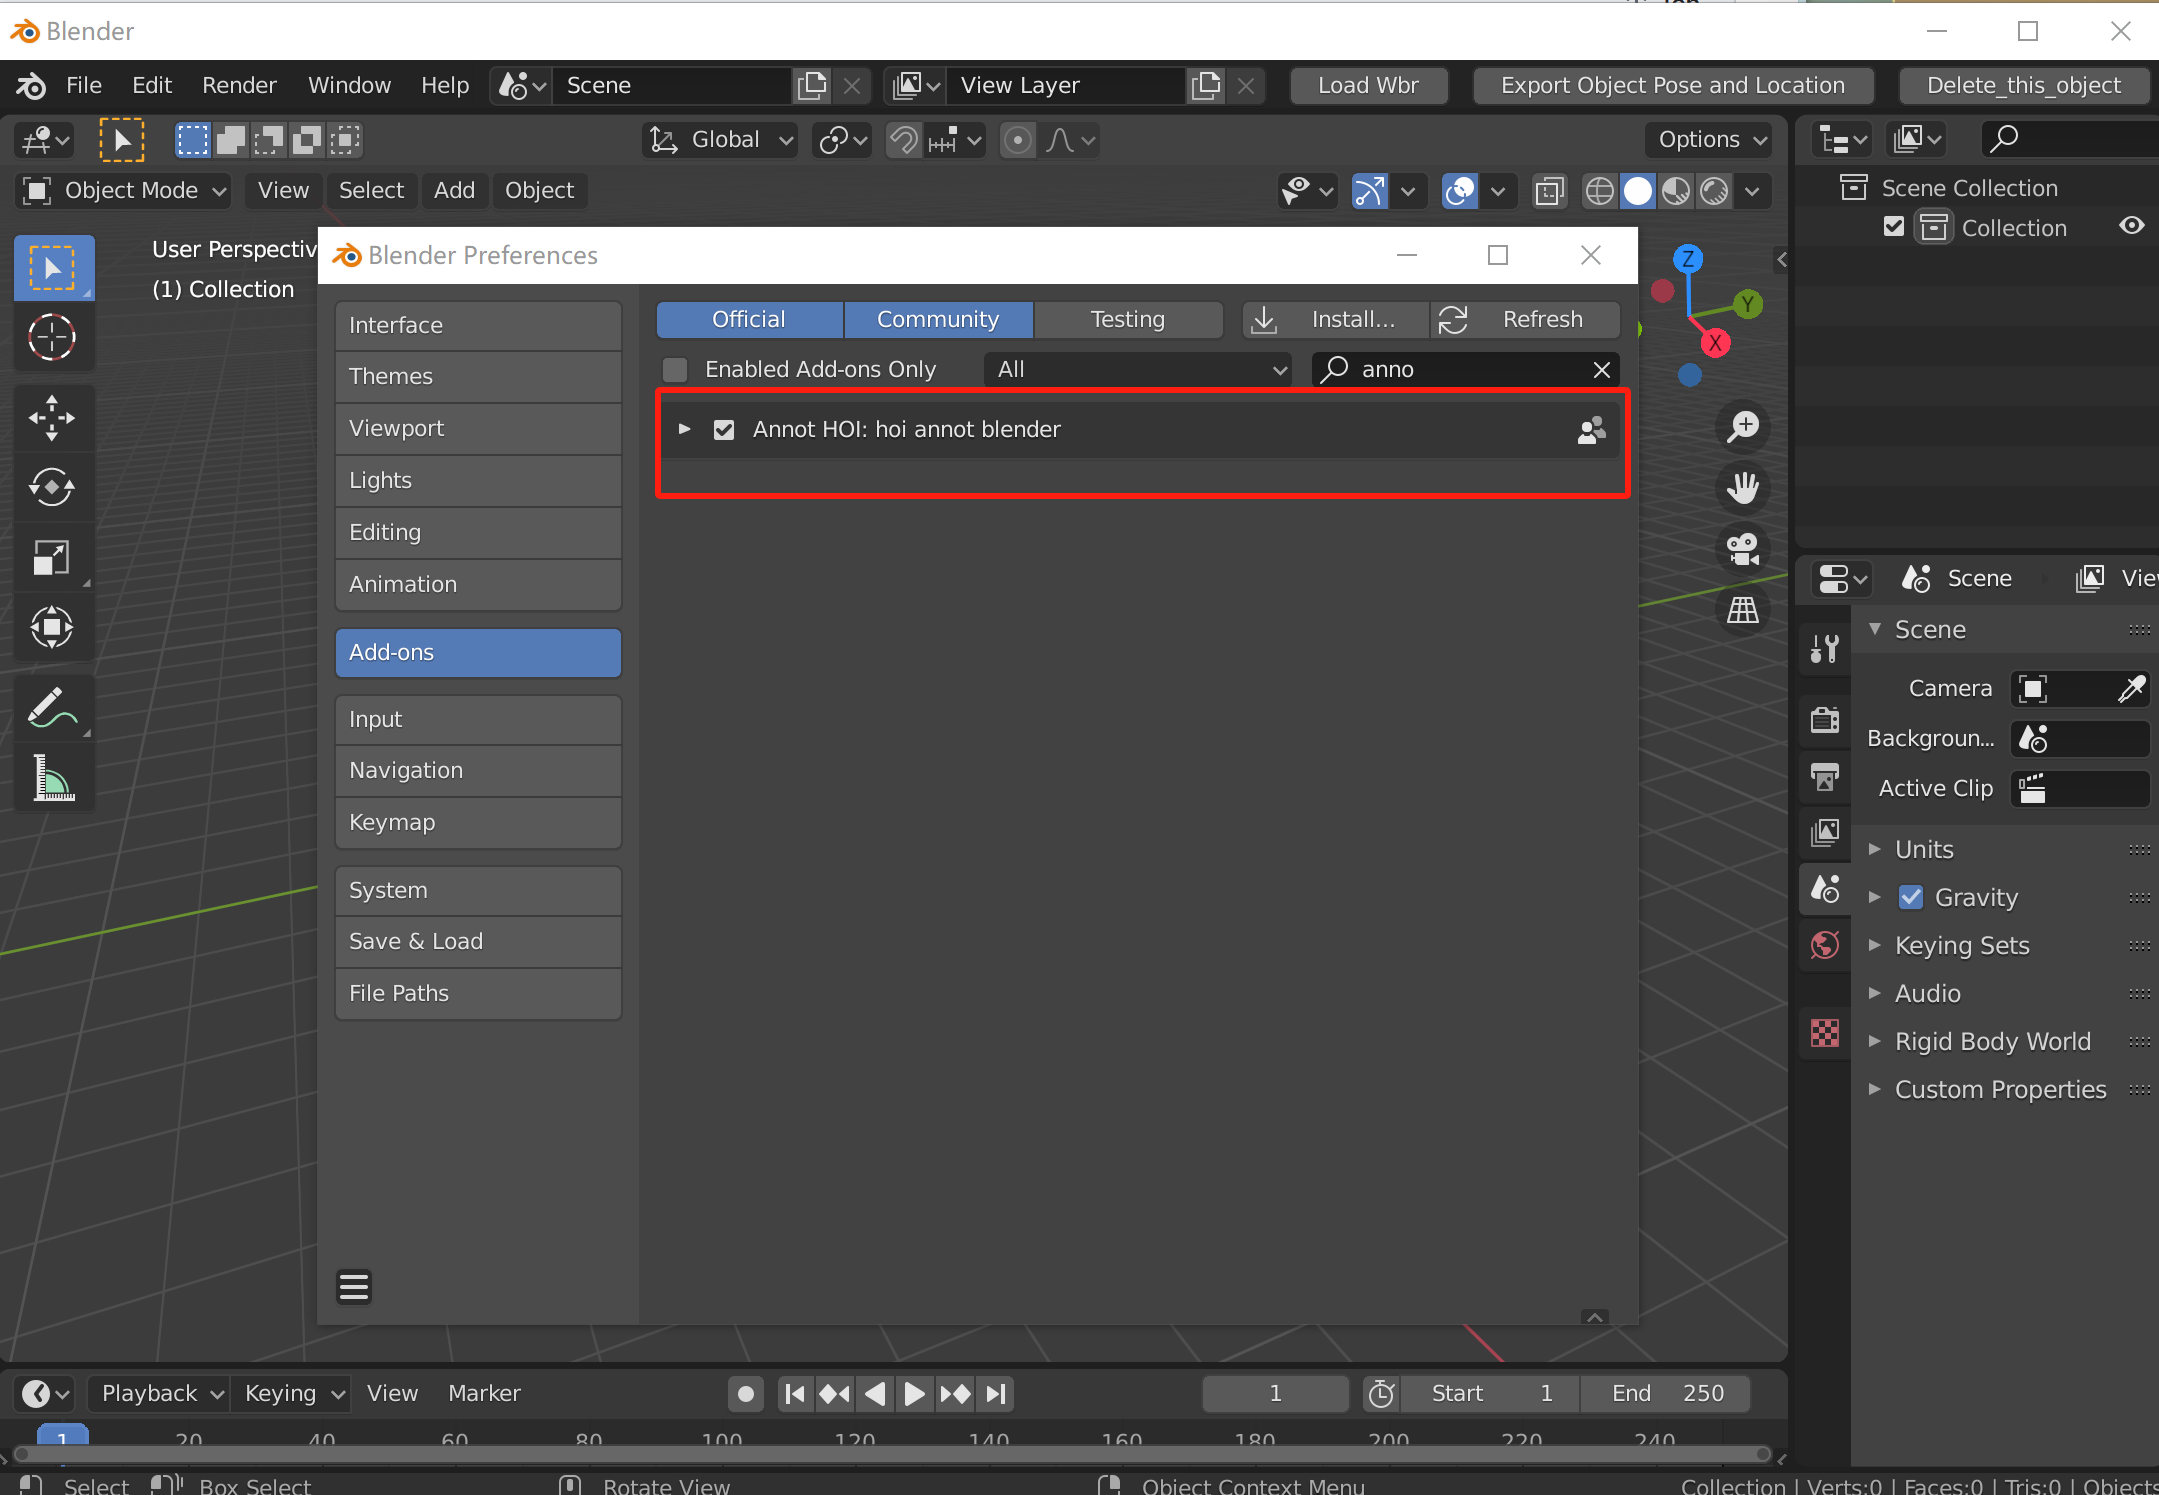 Blender
File Edit Render Window Help Scene View Layer Load Wbr Export Object Pose and Location Delete_this_object
Global Options
Object Mode View Select Add Object
Scene Collection
Collection
User Perspectiv
(1) Collection
Blender Preferences
Interface
Themes
Viewport
Lights
Editing
Animation
Add-ons
Input
Navigation
Keymap
System
Save & Load
File Paths
Official Community Testing Install... Refresh
Enabled Add-ons Only All anno
Annot HOI: hoi annot blender
Z
Y
X
Scene Vie
Scene
Camera
Backgroun...
Active Clip
Units
Gravity
Keying Sets
Audio
Rigid Body World
Custom Properties
Playback Keying View Marker 1 Start 1 End 250
1 20 40 60 80 100 120 140 160 180 200 220 240
Select Box Select Rotate View Object Context Menu Collection | Verts:0 | Faces:0 | Tris:0 | Objects